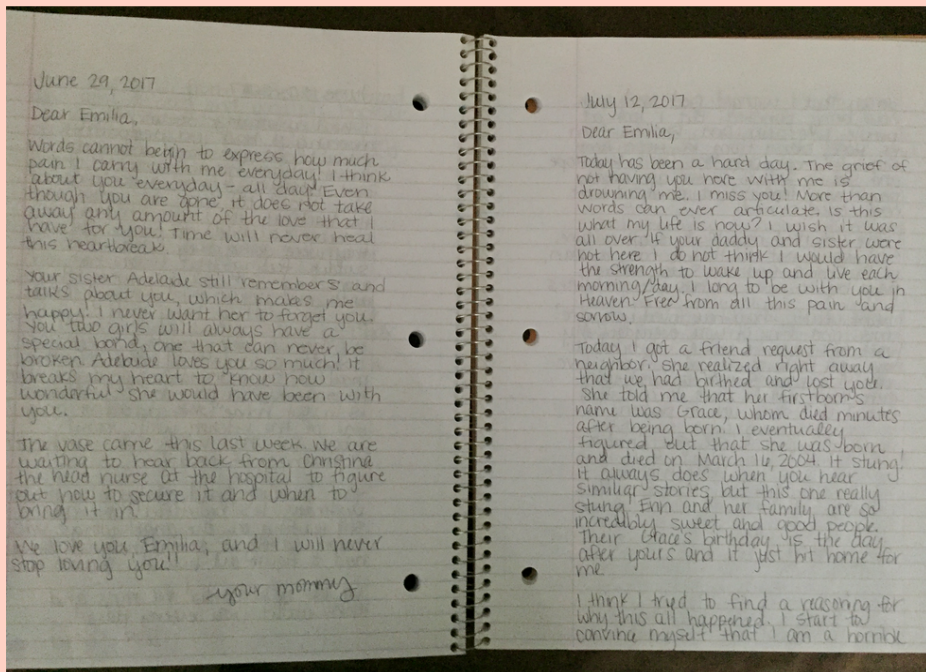 June 29, 2017
Dear Emilia,
Words cannot begin to express how much
pain I carry with me everyday! I think
about you everyday - all day! Even
though you are gone, it does not take
away any amount of the love that I
have for you! Time will never heal
this heartbreak.
Your sister Adelaide still remembers and
talks about you, which makes me
happy! I never want her to forget you.
You two girls will always have a
special bond, one that can never be
broken. Adelaide loves you so much! It
breaks my heart to know how
wonderful she would have been with
you.
The vase came this last week. We are
waiting to hear back from Christina
the head nurse at the hospital to figure
out how to secure it and when to
bring it in.
We love you, Emilia, and I will never
stop loving you!
your mommy
July 12, 2017
Dear Emilia,
Today has been a hard day. The grief of
not having you here with me is
drowning me. I miss you! More than
words can ever articulate. Is this
what my life is now? I wish it was
all over. If your daddy and sister were
not here I do not think I would have
the strength to wake up and live each
morning/day. I long to be with you in
Heaven. Free from all this pain and
sorrow.
Today I got a friend request from a
neighbor. She realized right away
that we had birthed and lost you.
She told me that her firstborn's
name was Grace, whom died minutes
after being born. I eventually
figured out that she was born
and died on March 16, 2004. It stung!
It always does when you hear
similiar stories, but this one really
stung. Erin and her family are so
incredibly sweet and good people.
Their Grace's birthday is the day
after yours and it just hit home for
me.
I think I tried to find a reasoning for
why this all happened. I start to
convince myself that I am a horrible